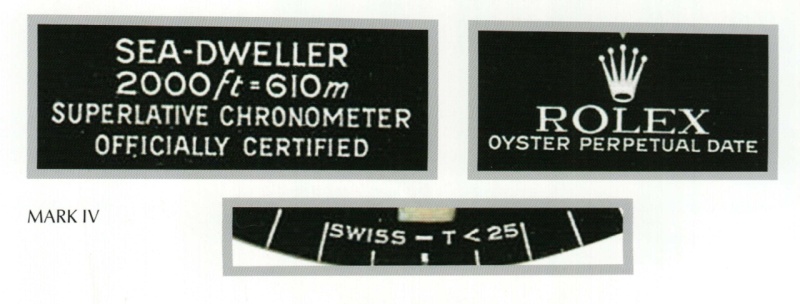 SEA-DWELLER
2000ft = 610m
SUPERLATIVE CHRONOMETER
OFFICIALLY CERTIFIED
ROLEX
OYSTER PERPETUAL DATE
MARK IV
SWISS – T < 25